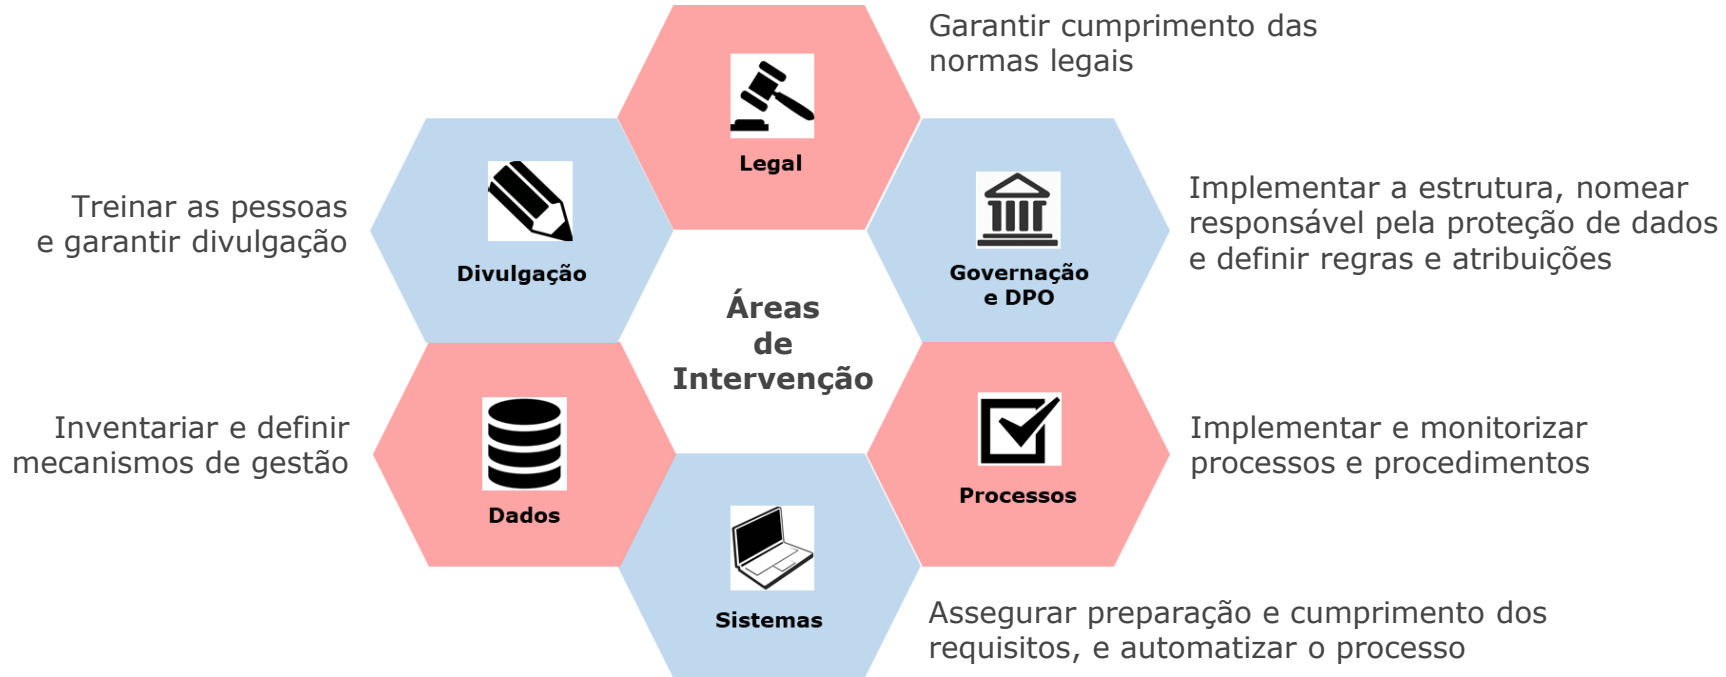 Garantir cumprimento das
normas legais
Legal
Treinar as pessoas
e garantir divulgação
Divulgação
Governação
e DPO
Implementar a estrutura, nomear
responsável pela proteção de dados
e definir regras e atribuições
Áreas
de
Intervenção
Inventariar e definir
mecanismos de gestão
Dados
Processos
Implementar e monitorizar
processos e procedimentos
Sistemas
Assegurar preparação e cumprimento dos
requisitos, e automatizar o processo